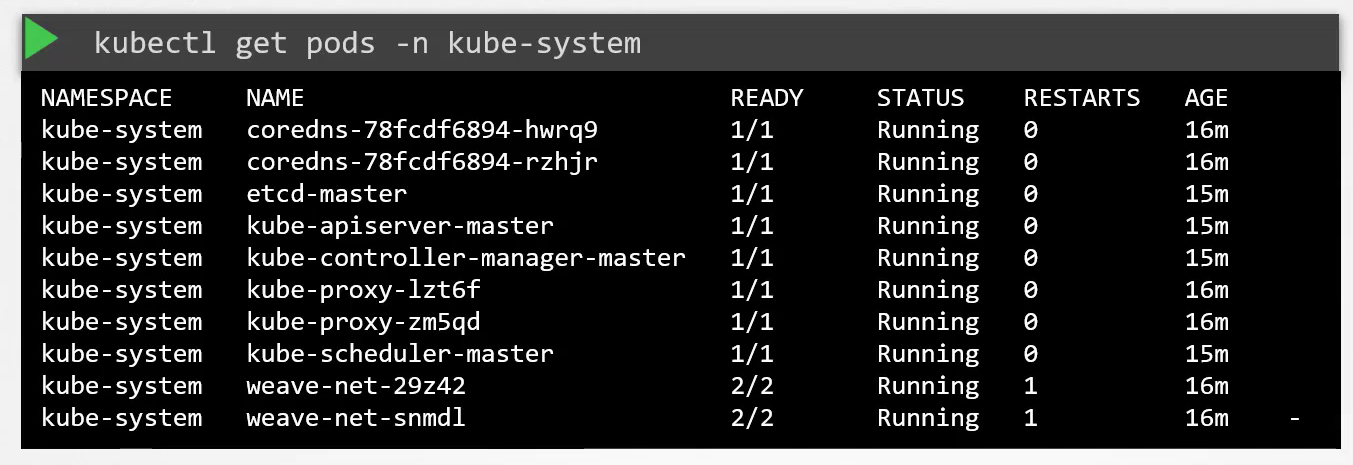 kubectl get pods -n kube-system
NAMESPACE NAME READY STATUS RESTARTS AGE
kube-system coredns-78fcdf6894-hwrq9 1/1 Running 0 16m
kube-system coredns-78fcdf6894-rzhjr 1/1 Running 0 16m
kube-system etcd-master 1/1 Running 0 15m
kube-system kube-apiserver-master 1/1 Running 0 15m
kube-system kube-controller-manager-master 1/1 Running 0 15m
kube-system kube-proxy-lzt6f 1/1 Running 0 16m
kube-system kube-proxy-zm5qd 1/1 Running 0 16m
kube-system kube-scheduler-master 1/1 Running 0 15m
kube-system weave-net-29z42 2/2 Running 1 16m
kube-system weave-net-snmdl 2/2 Running 1 16m -